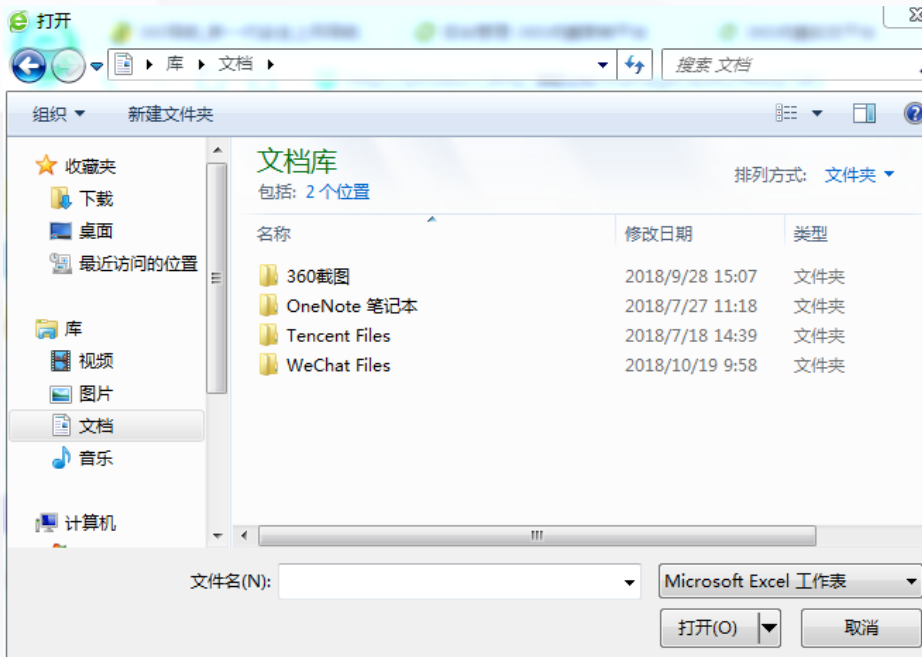 打开
库 文档
搜索 文档
组织 新建文件夹
收藏夹
下载
桌面
最近访问的位置
库
视频
图片
文档
音乐
计算机
文档库
包括: 2 个位置
排列方式: 文件夹
名称 修改日期 类型
360截图 2018/9/28 15:07 文件夹
OneNote 笔记本 2018/7/27 11:18 文件夹
Tencent Files 2018/7/18 14:39 文件夹
WeChat Files 2018/10/19 9:58 文件夹
文件名(N): Microsoft Excel 工作表
打开(O) 取消